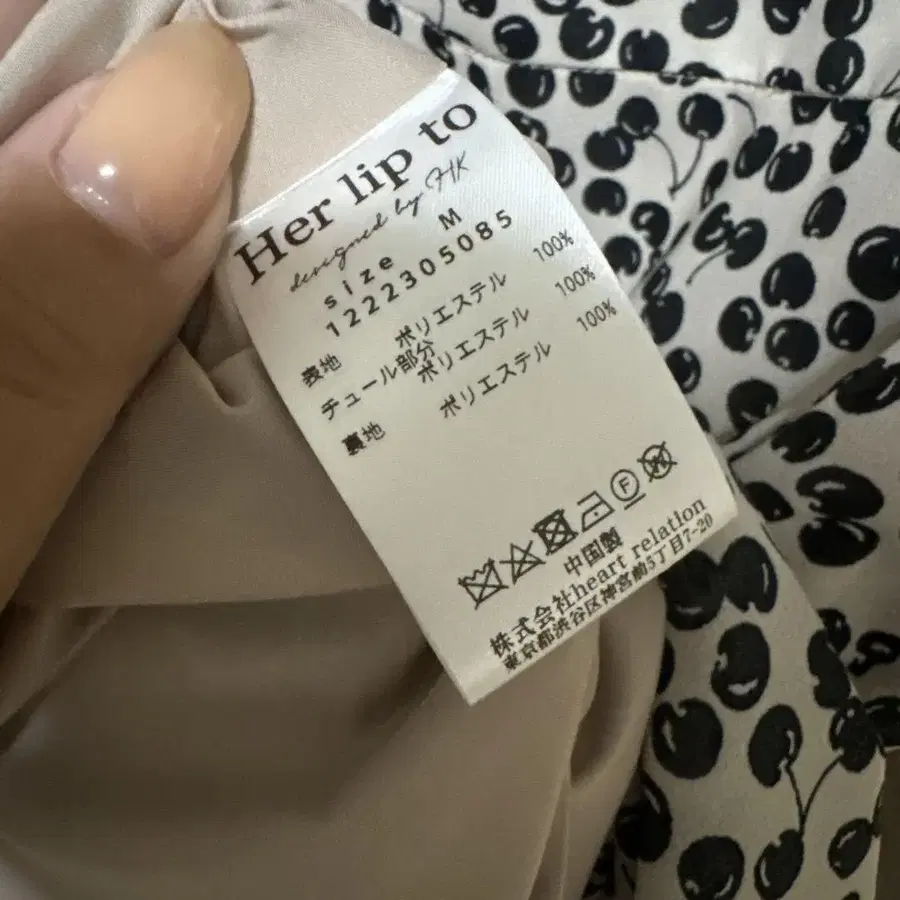 Her lip to
designed by HK
size M
1222305085
表地 ポリエステル 100%
チュール部分
ポリエステル 100%
裏地 ポリエステル 100%
中国製
株式会社heart relation
東京都渋谷区神宮前5丁目7-20